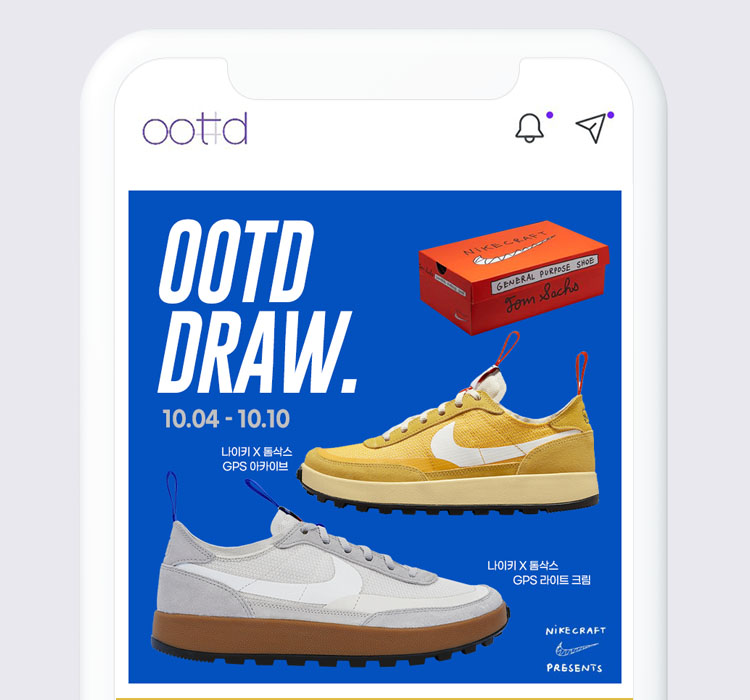 oottd
OOTD
DRAW.
10.04 - 10.10
NIKECRAFT
GENERAL PURPOSE SHOE
Tom Sachs
나이키 X 톰삭스
GPS 아카이브
나이키 X 톰삭스
GPS 라이트 크림
NIKECRAFT
PRESENTS